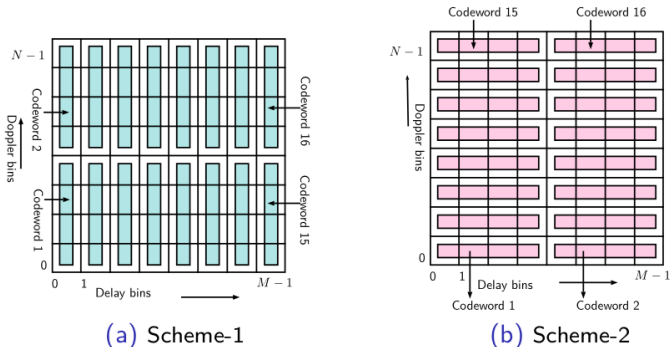 N − 1
Codeword 2
Doppler bins
Codeword 1
0
Codeword 16
Codeword 15
0
1
Delay bins
M − 1
(a) Scheme-1
Codeword 15
Codeword 16
N − 1
Doppler bins
0
0
1
Delay bins
M − 1
Codeword 1
Codeword 2
(b) Scheme-2